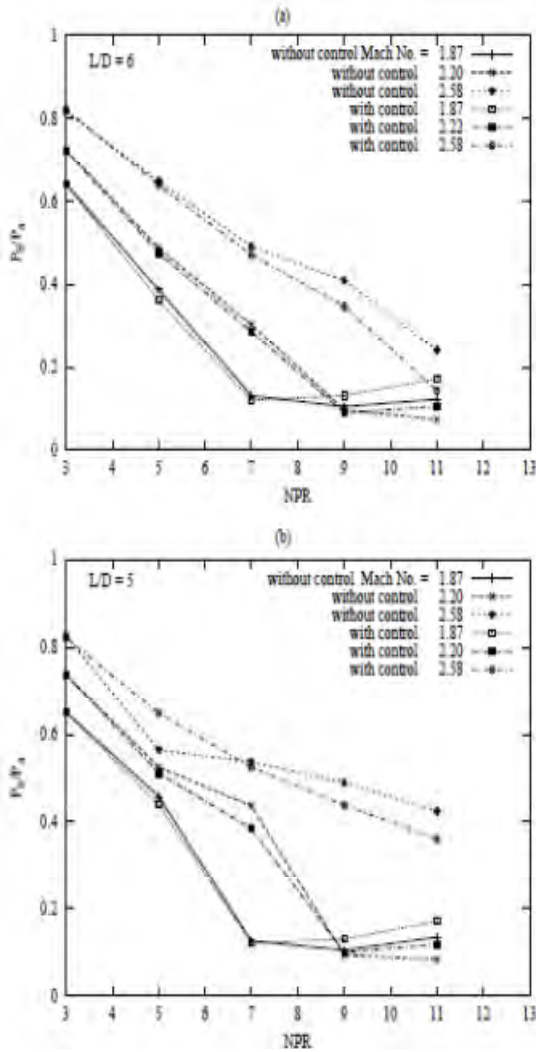 (a)
1
0.8
0.6
0.4
0.2
0
L/D = 6
without control Mach No. = 1.87
without control 2.20
without control 2.58
with control 1.87
with control 2.22
with control 2.58
3 4 5 6 7 8 9 10 11 12 13
NPR
(b)
1
0.8
0.6
0.4
0.2
0
L/D = 5
without control Mach No. = 1.87
without control 2.20
without control 2.58
with control 1.87
with control 2.20
with control 2.58
3 4 5 6 7 8 9 10 11 12 13
NPR